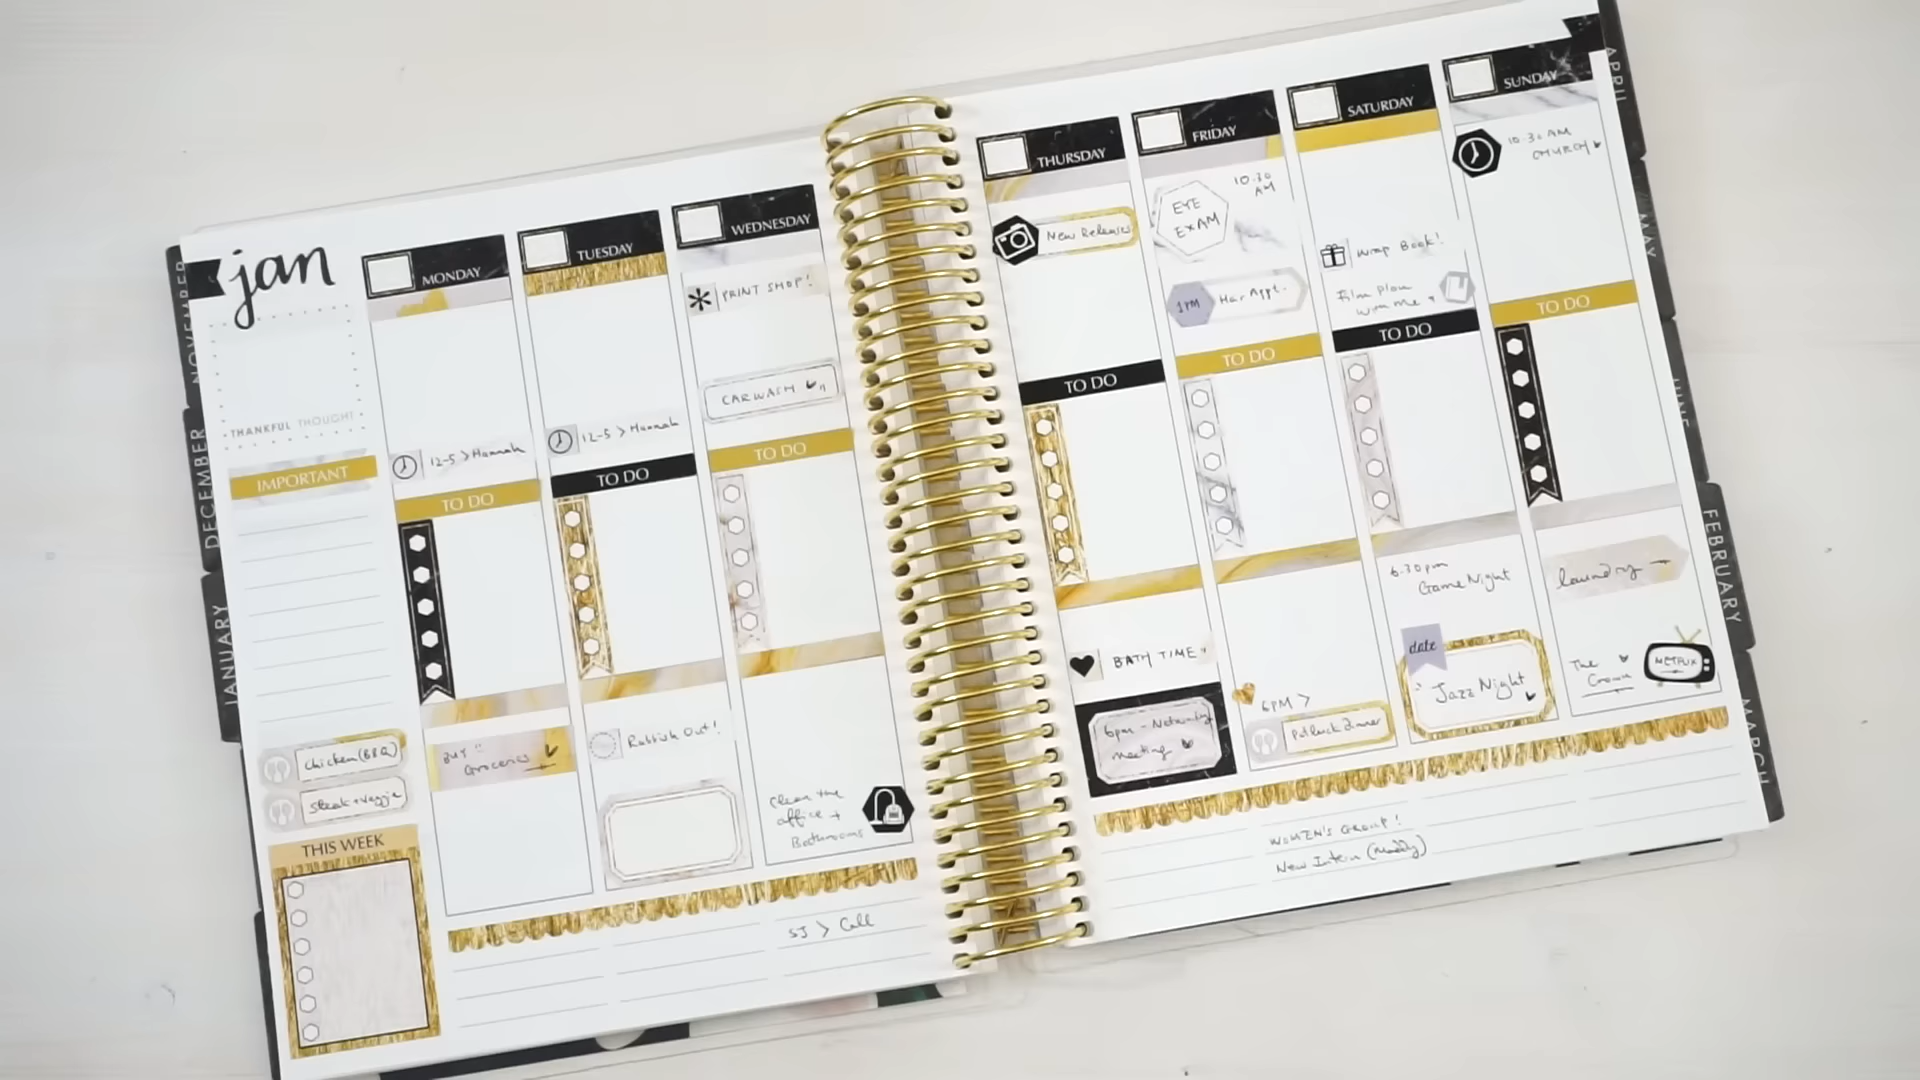 jan
THANKFUL THOUGHT
IMPORTANT
Chicken (BBQ)
Steak + Veggie
THIS WEEK
MONDAY
12-5 > Hannah
TO DO
BUY
Groceries
TUESDAY
12-5 > Hannah
TO DO
Rubbish Out!
WEDNESDAY
PRINT SHOP!
CARWASH
TO DO
Clean the
office +
Bathrooms
SJ > Call
THURSDAY
New Releases
TO DO
BATH TIME
6pm - Networking
meeting
FRIDAY
10.30
AM
EYE
EXAM
1PM
Hair Appt.
TO DO
6PM >
Potluck Dinner
WOMEN'S GROUP!
New Intern (Maddy)
SATURDAY
Wrap Book!
Film Plan
w/me
TO DO
6.30pm
Game Night
date
Jazz Night
SUNDAY
10.30 AM
CHURCH
TO DO
laundry
The
Crown
NETFLIX
NOVEMBER
DECEMBER
JANUARY
APRIL
MAY
JUNE
FEBRUARY
MARCH